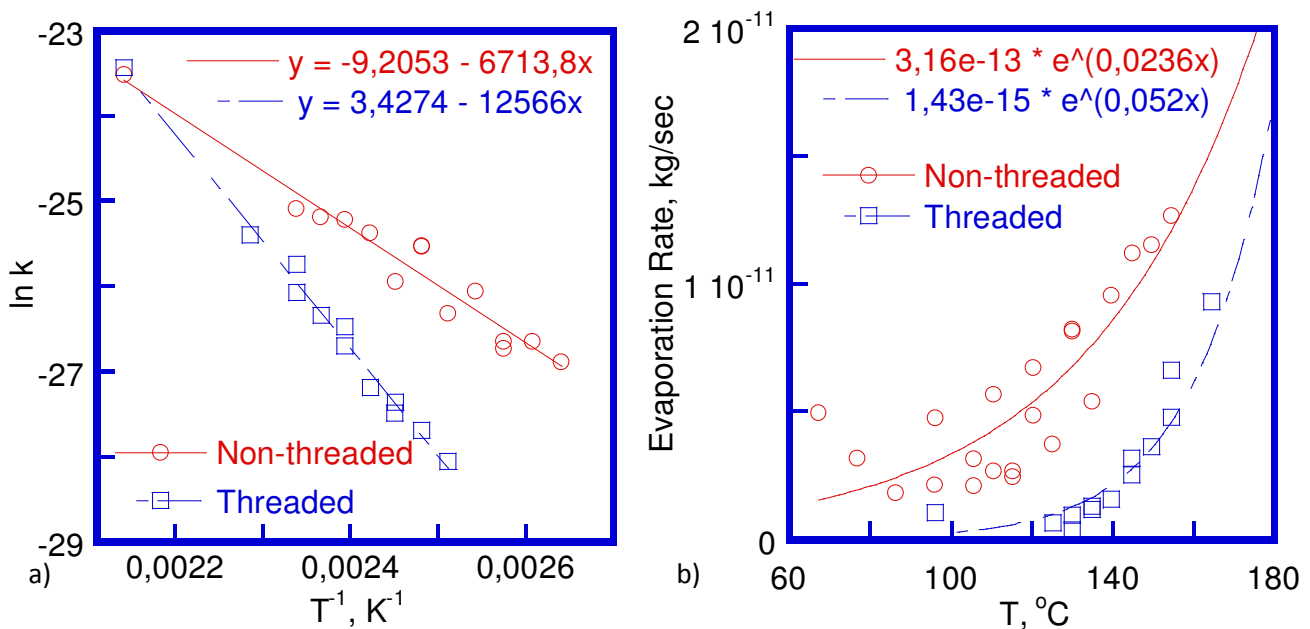 -23
ln k
-25
-27
-29
y = -9,2053 - 6713,8x
y = 3,4274 - 12566x
Non-threaded
Threaded
0,0022 0,0024 0,0026
T⁻¹, K⁻¹
a)
2 10⁻¹¹
Evaporation Rate, kg/sec
1 10⁻¹¹
0
3,16e-13 * e^(0,0236x)
1,43e-15 * e^(0,052x)
Non-threaded
Threaded
60 100 140 180
T, °C
b)